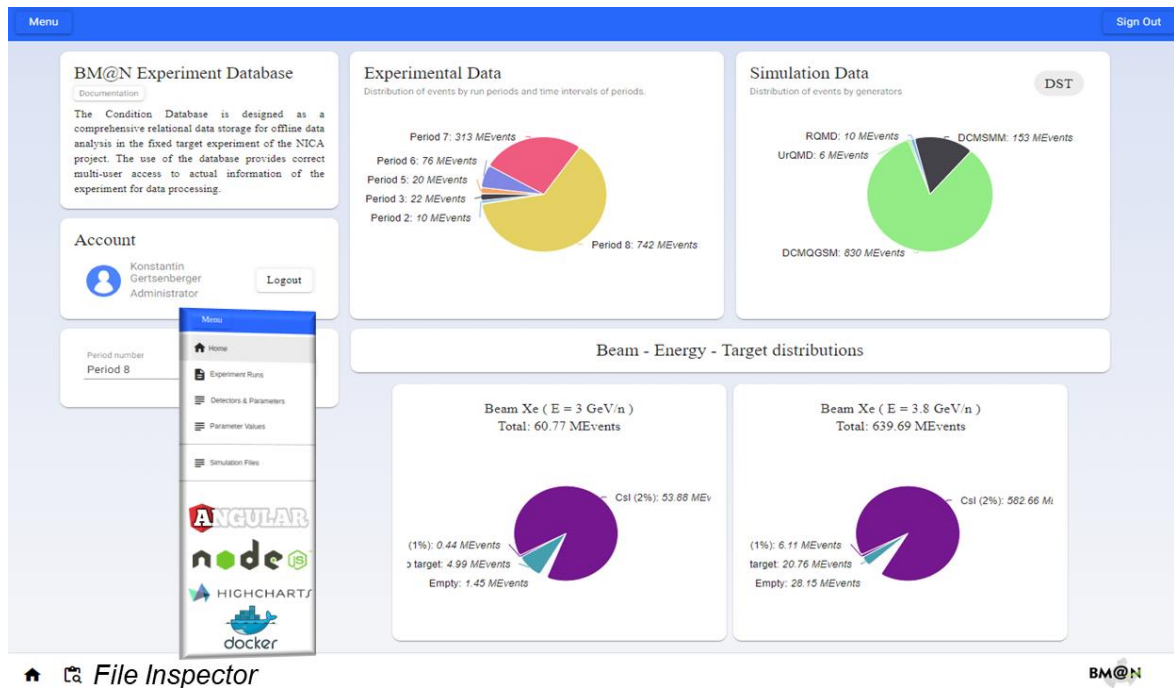 Menu
Sign Out
BM@N Experiment Database
Documentation
The Condition Database is designed as a
comprehensive relational data storage for offline data
analysis in the fixed target experiment of the NICA
project. The use of the database provides correct
multi-user access to actual information of the
experiment for data processing.
Account
Konstantin
Gertsenberger
Administrator
Logout
Period number
Period 8
Menu
Home
Experiment Runs
Detectors & Parameters
Parameter Values
Simulation Files
ANGULAR
node JS
HIGHCHARTS
docker
Experimental Data
Distribution of events by run periods and time intervals of periods.
Period 7: 313 MEvents
Period 6: 76 MEvents
Period 5: 20 MEvents
Period 3: 22 MEvents
Period 2: 10 MEvents
Period 8: 742 MEvents
Simulation Data
Distribution of events by generators
DST
RQMD: 10 MEvents
DCMSMM: 153 MEvents
UrQMD: 6 MEvents
DCMQGSM: 830 MEvents
Beam - Energy - Target distributions
Beam Xe ( E = 3 GeV/n )
Total: 60.77 MEvents
CsI (2%): 53.88 MEv
(1%): 0.44 MEvents
target: 4.99 MEvents
Empty: 1.45 MEvents
Beam Xe ( E = 3.8 GeV/n )
Total: 639.69 MEvents
CsI (2%): 582.66
(1%): 6.11 MEvents
target: 20.76 MEvents
Empty: 28.15 MEvents
File Inspector
BM@N